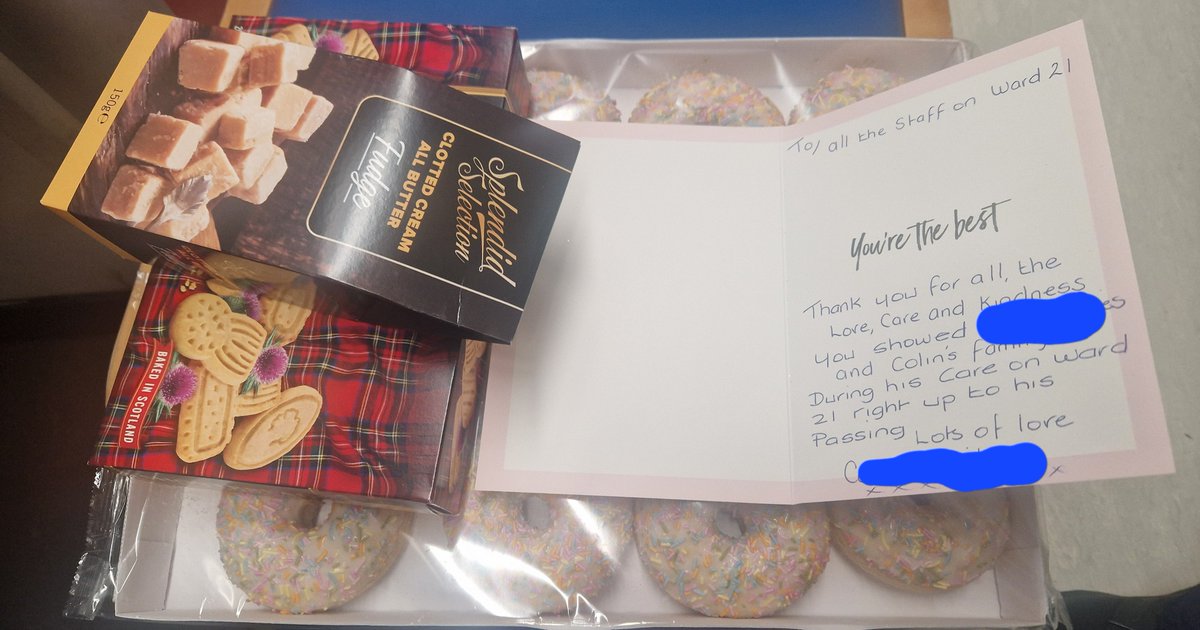 150g e
Splendid
Selection
CLOTTED CREAM
ALL BUTTER
Fudge
BAKED IN SCOTLAND
To/ all the Staff on Ward 21
You're the best
Thank you for all, the
Love, Care and Kindness
you showed
and Colin's family
During his Care on Ward
21 right up to his
Passing Lots of love
x x x x x